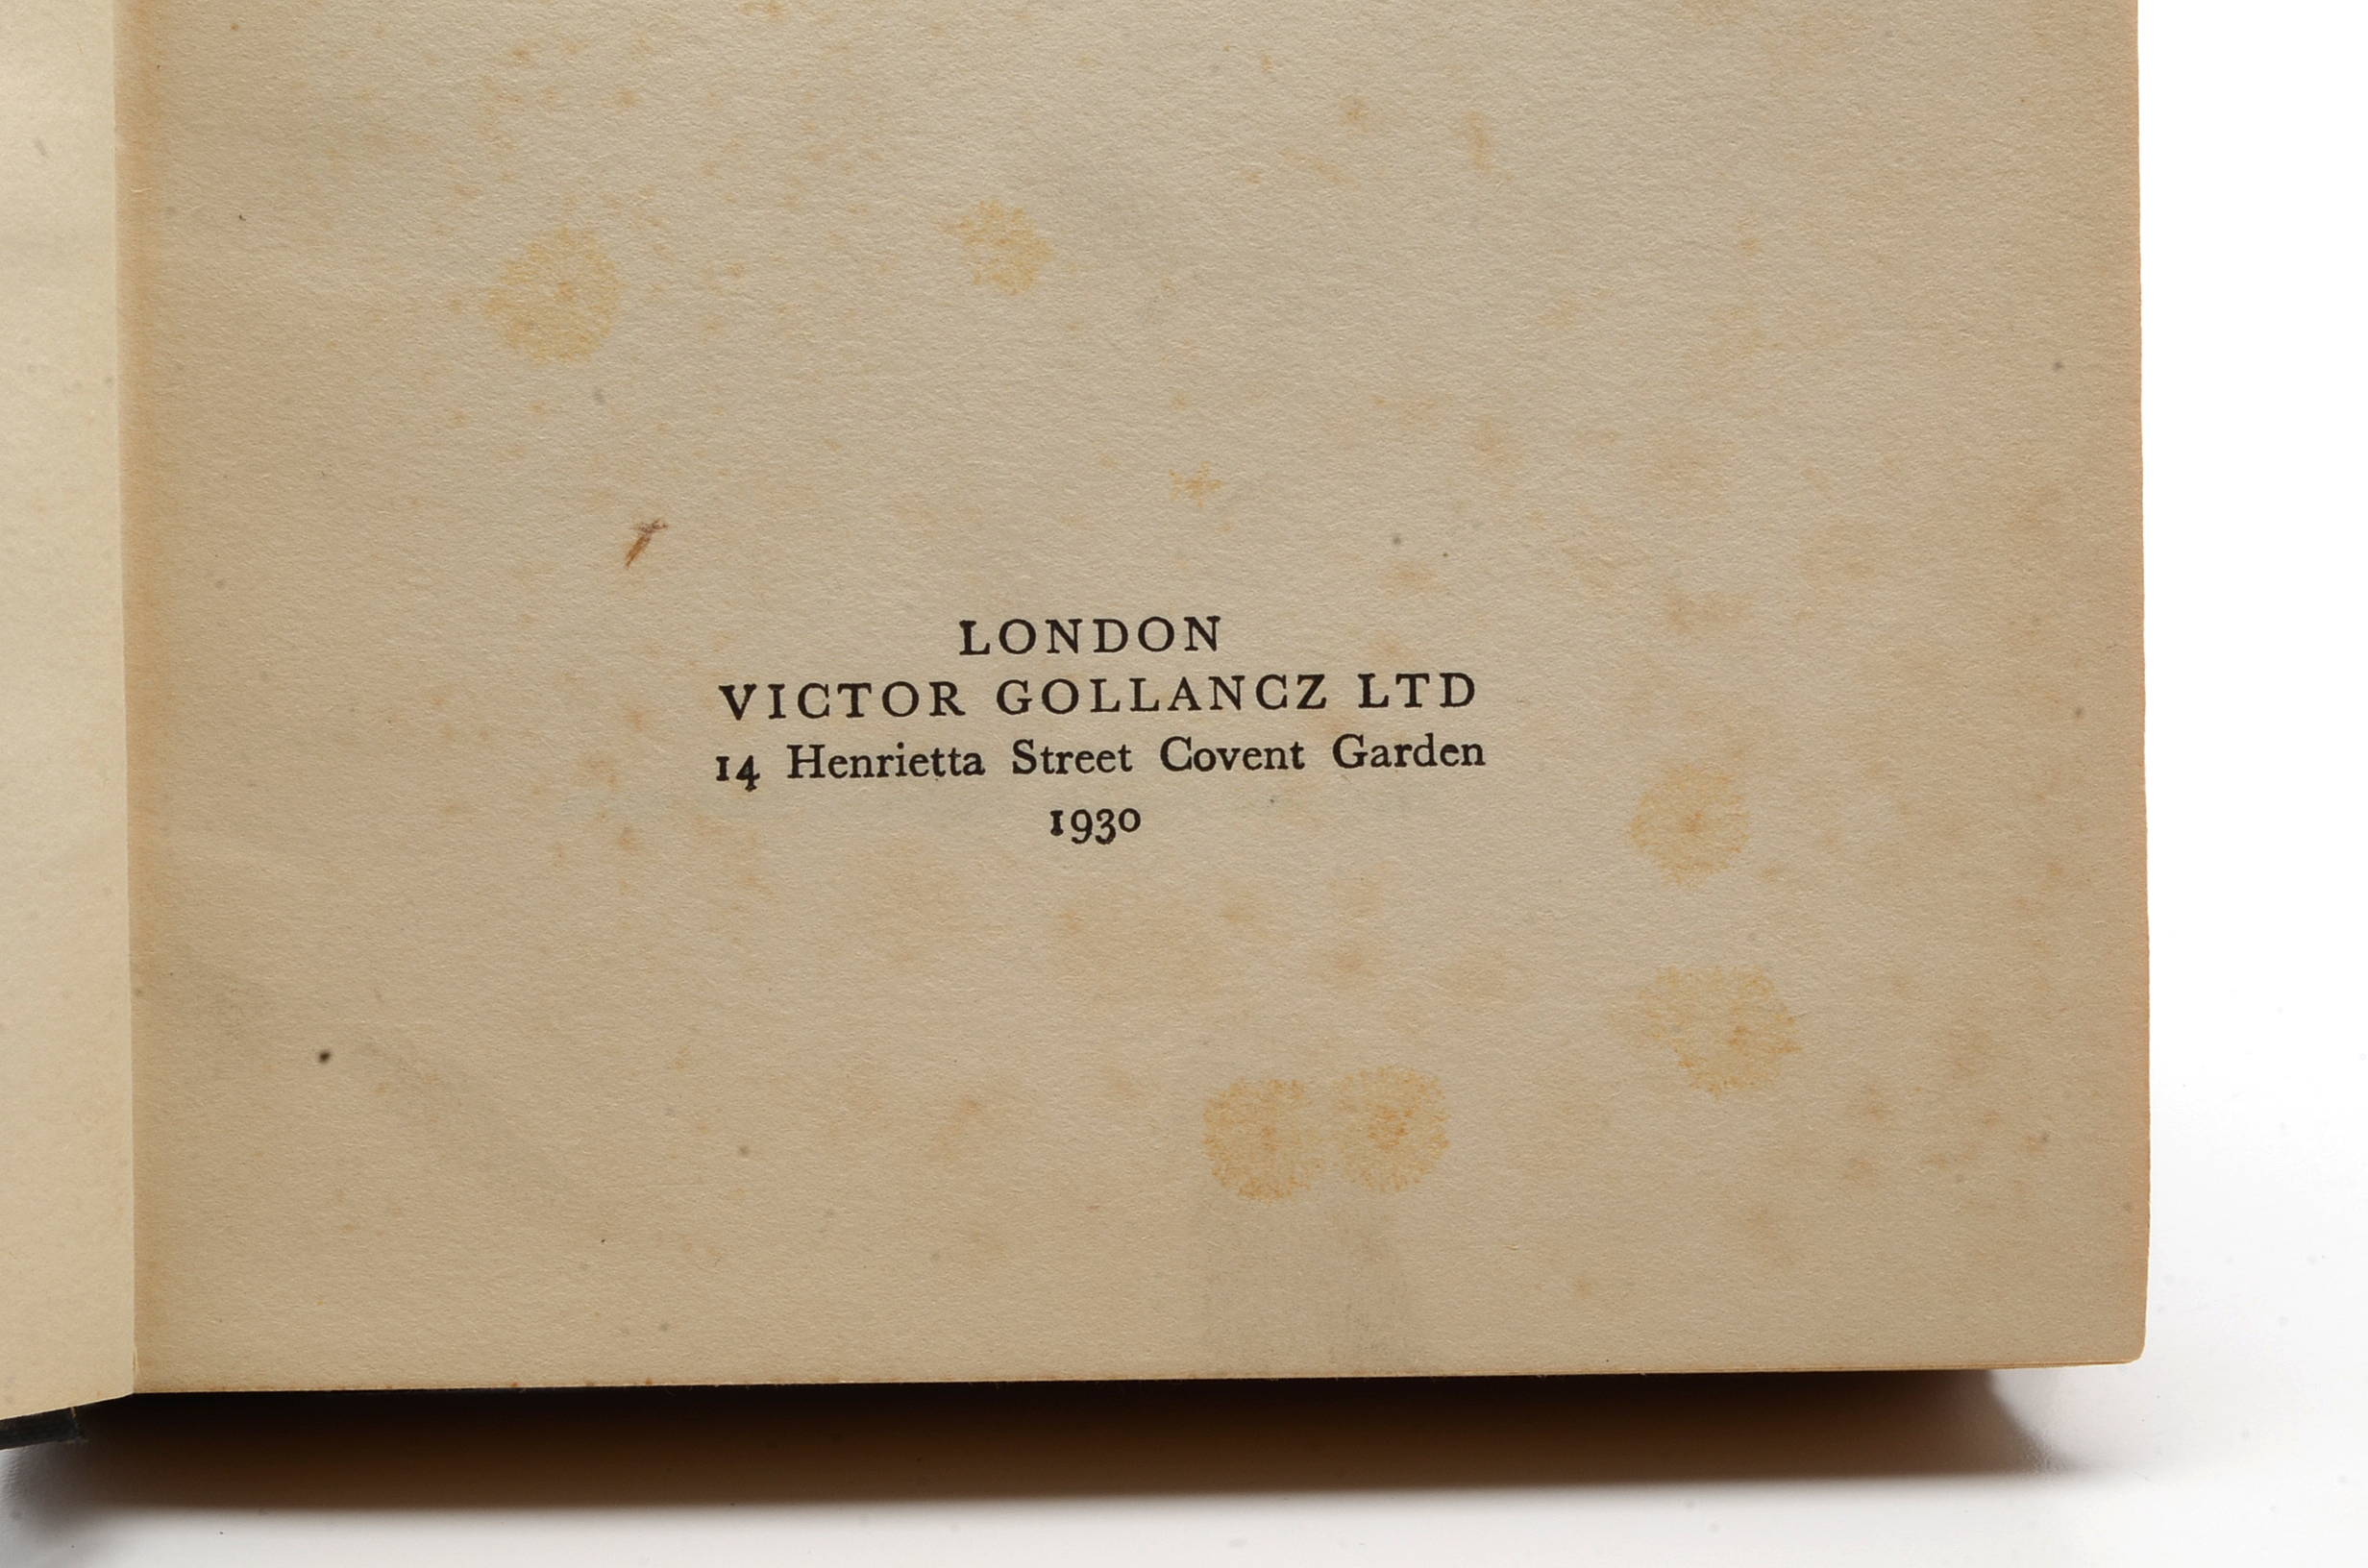 LONDON
VICTOR GOLLANCZ LTD
14 Henrietta Street Covent Garden
1930